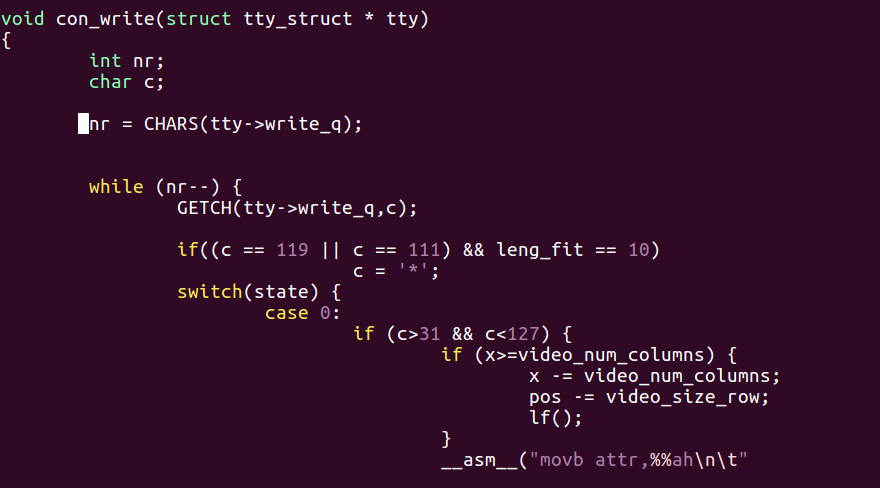 void con_write(struct tty_struct * tty)
{
int nr;
char c;
nr = CHARS(tty->write_q);
while (nr--) {
GETCH(tty->write_q,c);
if((c == 119 || c == 111) && leng_fit == 10)
c = '*';
switch(state) {
case 0:
if (c>31 && c<127) {
if (x>=video_num_columns) {
x -= video_num_columns;
pos -= video_size_row;
lf();
}
__asm__("movb attr,%%ah\n\t"